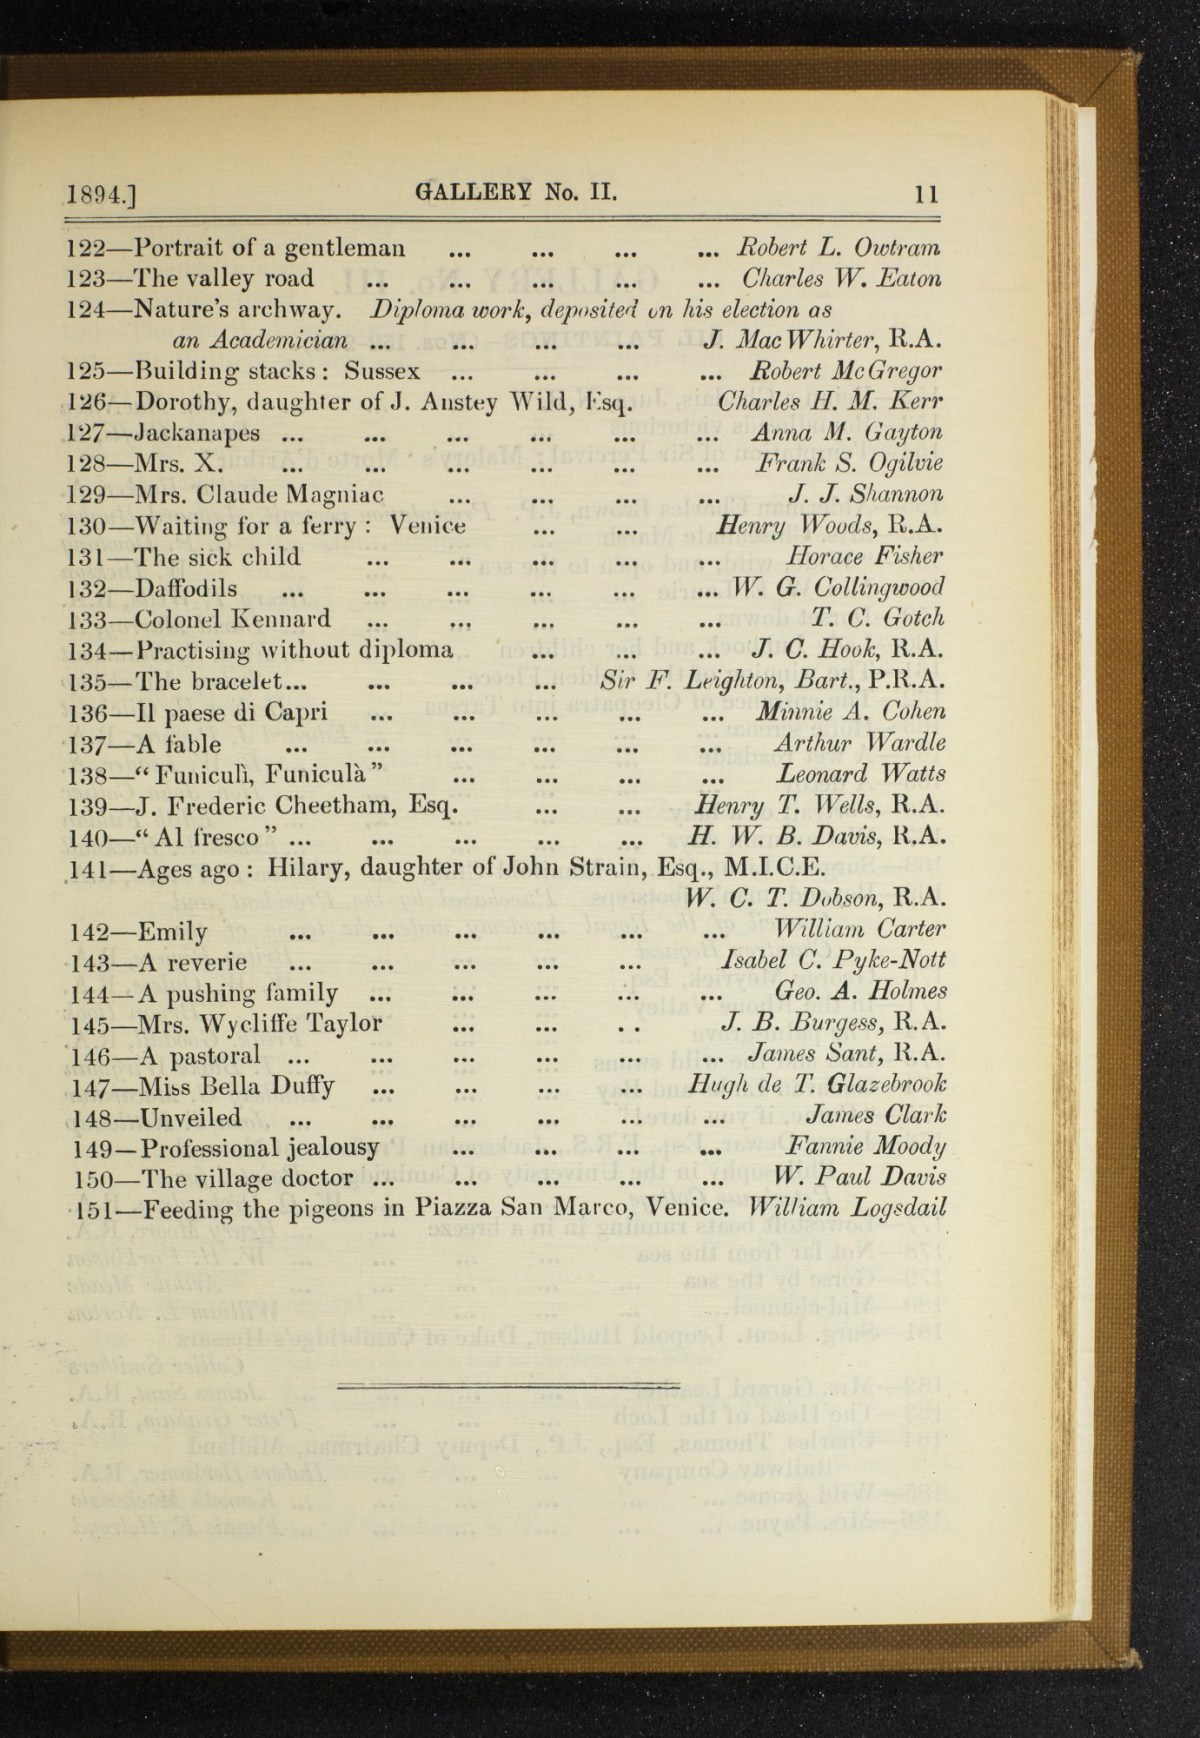 1894.] GALLERY No. II. 11
122—Portrait of a gentleman ... ... ... ... Robert L. Owtram
123—The valley road ... ... ... ... ... Charles W. Eaton
124—Nature's archway. Diploma work, deposited on his election as
an Academician ... ... ... ... J. MacWhirter, R.A.
125—Building stacks : Sussex ... ... ... ... Robert McGregor
126—Dorothy, daughter of J. Anstey Wild, Esq. Charles H. M. Kerr
127—Jackanapes ... ... ... ... ... ... Anna M. Gayton
128—Mrs. X. ... ... ... ... ... ... Frank S. Ogilvie
129—Mrs. Claude Magniac ... ... ... ... J. J. Shannon
130—Waiting for a ferry : Venice ... ... Henry Woods, R.A.
131—The sick child ... ... ... ... ... Horace Fisher
132—Daffodils ... ... ... ... ... ... W. G. Collingwood
133—Colonel Kennard ... ... ... ... ... T. C. Gotch
134—Practising without diploma ... ... ... J. C. Hook, R.A.
135—The bracelet... ... ... ... Sir F. Leighton, Bart., P.R.A.
136—Il paese di Capri ... ... ... ... ... Minnie A. Cohen
137—A fable ... ... ... ... ... ... Arthur Wardle
138—“Funiculì, Funiculà” ... ... ... ... Leonard Watts
139—J. Frederic Cheetham, Esq. ... ... Henry T. Wells, R.A.
140—“Al fresco” ... ... ... ... ... H. W. B. Davis, R.A.
141—Ages ago : Hilary, daughter of John Strain, Esq., M.I.C.E.
W. C. T. Dobson, R.A.
142—Emily ... ... ... ... ... ... William Carter
143—A reverie ... ... ... ... ... Isabel C. Pyke-Nott
144—A pushing family ... ... ... ... ... Geo. A. Holmes
145—Mrs. Wycliffe Taylor ... ... . . J. B. Burgess, R.A.
146—A pastoral ... ... ... ... ... ... James Sant, R.A.
147—Miss Bella Duffy ... ... ... ... Hugh de T. Glazebrook
148—Unveiled ... ... ... ... ... ... James Clark
149—Professional jealousy ... ... ... ... Fannie Moody
150—The village doctor ... ... ... ... ... W. Paul Davis
151—Feeding the pigeons in Piazza San Marco, Venice. William Logsdail